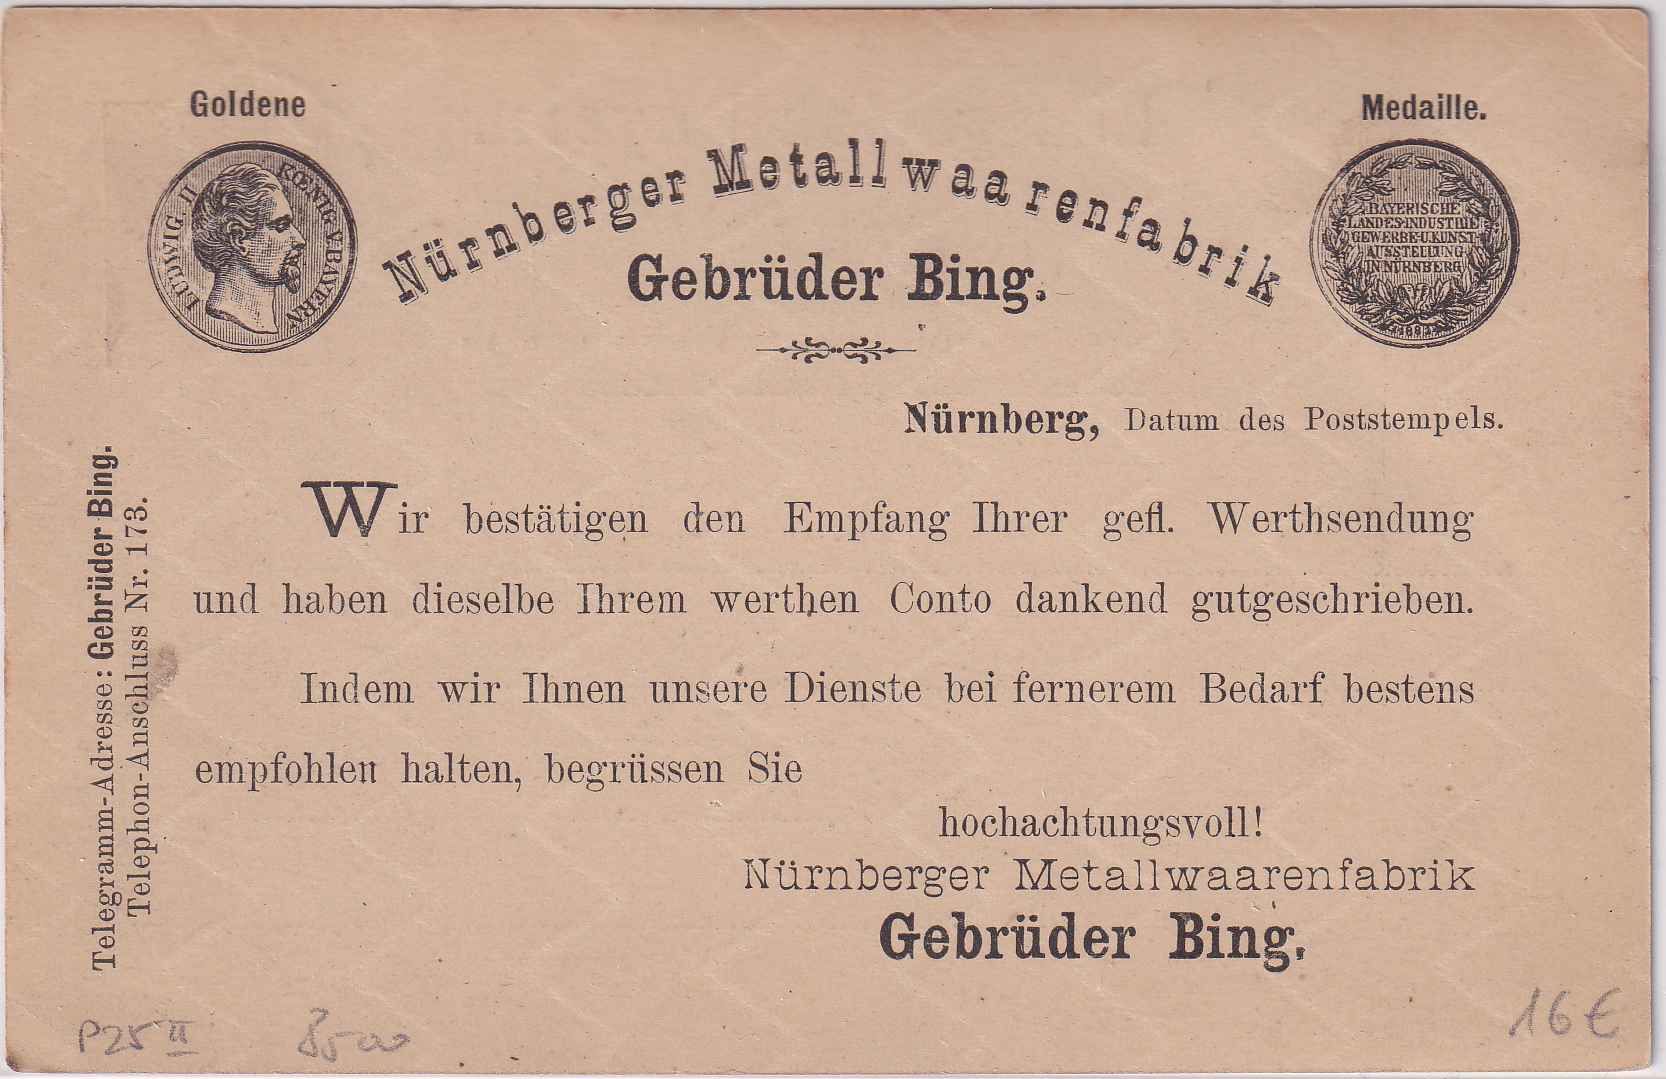 Goldene
Medaille.
LUDWIG II KŒNIG V. BAYERN
BAYERISCHE
LANDES-INDUSTRIE
GEWERBE-U.KUNST-
AUSSTELLUNG
IN NÜRNBERG
1882
Nürnberger Metallwaarenfabrik
Gebrüder Bing.
Nürnberg, Datum des Poststempels.
Wir bestätigen den Empfang Ihrer gefl. Werthsendung
und haben dieselbe Ihrem werthen Conto dankend gutgeschrieben.
Indem wir Ihnen unsere Dienste bei fernerem Bedarf bestens
empfohlen halten, begrüssen Sie
hochachtungsvoll!
Nürnberger Metallwaarenfabrik
Gebrüder Bing.
Telegramm-Adresse: Gebrüder Bing.
Telephon-Anschluss Nr. 173.
P25 II
16 €